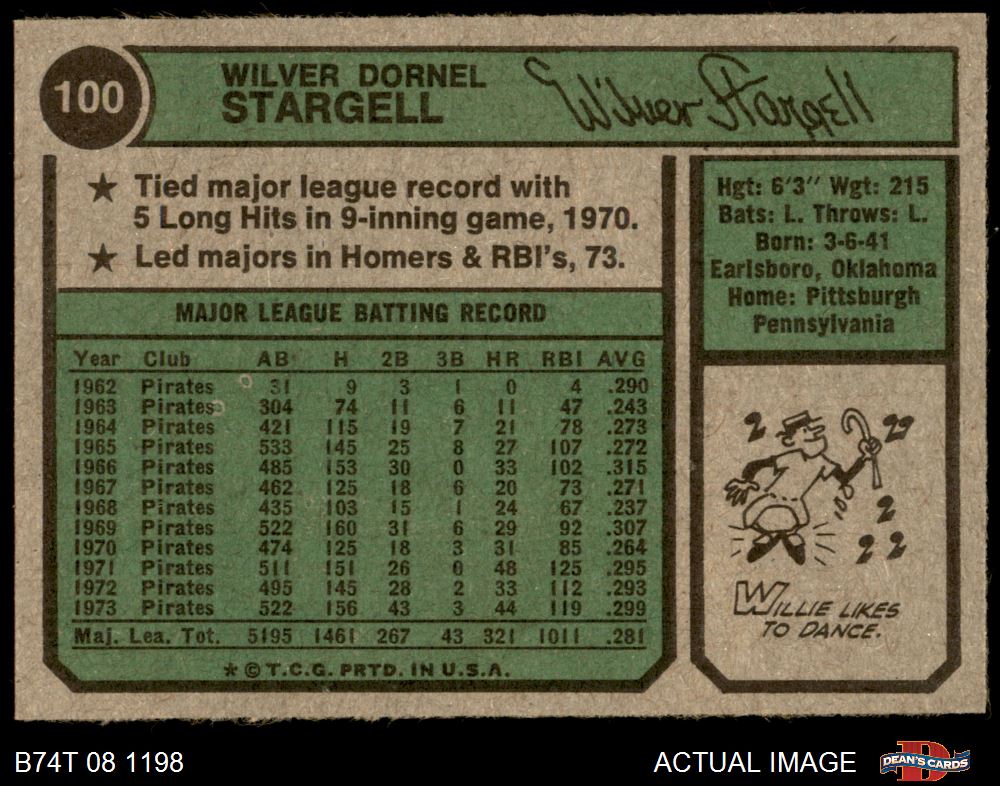 100
WILVER DORNEL
STARGELL
Wilver Stargell
★ Tied major league record with
5 Long Hits in 9-inning game, 1970.
★ Led majors in Homers & RBI's, 73.
MAJOR LEAGUE BATTING RECORD
Year Club AB H 2B 3B HR RBI AVG
1962 Pirates 31 9 3 1 0 4 .290
1963 Pirates 304 74 11 6 11 47 .243
1964 Pirates 421 115 19 7 21 78 .273
1965 Pirates 533 145 25 8 27 107 .272
1966 Pirates 485 153 30 0 33 102 .315
1967 Pirates 462 125 18 6 20 73 .271
1968 Pirates 435 103 15 1 24 67 .237
1969 Pirates 522 160 31 6 29 92 .307
1970 Pirates 474 125 18 3 31 85 .264
1971 Pirates 511 151 26 0 48 125 .295
1972 Pirates 495 145 28 2 33 112 .293
1973 Pirates 522 156 43 3 44 119 .299
Maj. Lea. Tot. 5195 1461 267 43 321 1011 .281
★ © T.C.G. PRTD. IN U.S.A.
Hgt: 6'3" Wgt: 215
Bats: L. Throws: L.
Born: 3-6-41
Earlsboro, Oklahoma
Home: Pittsburgh
Pennsylvania
WILLIE LIKES
TO DANCE.
B74T 08 1198
ACTUAL IMAGE
DEAN'S CARDS